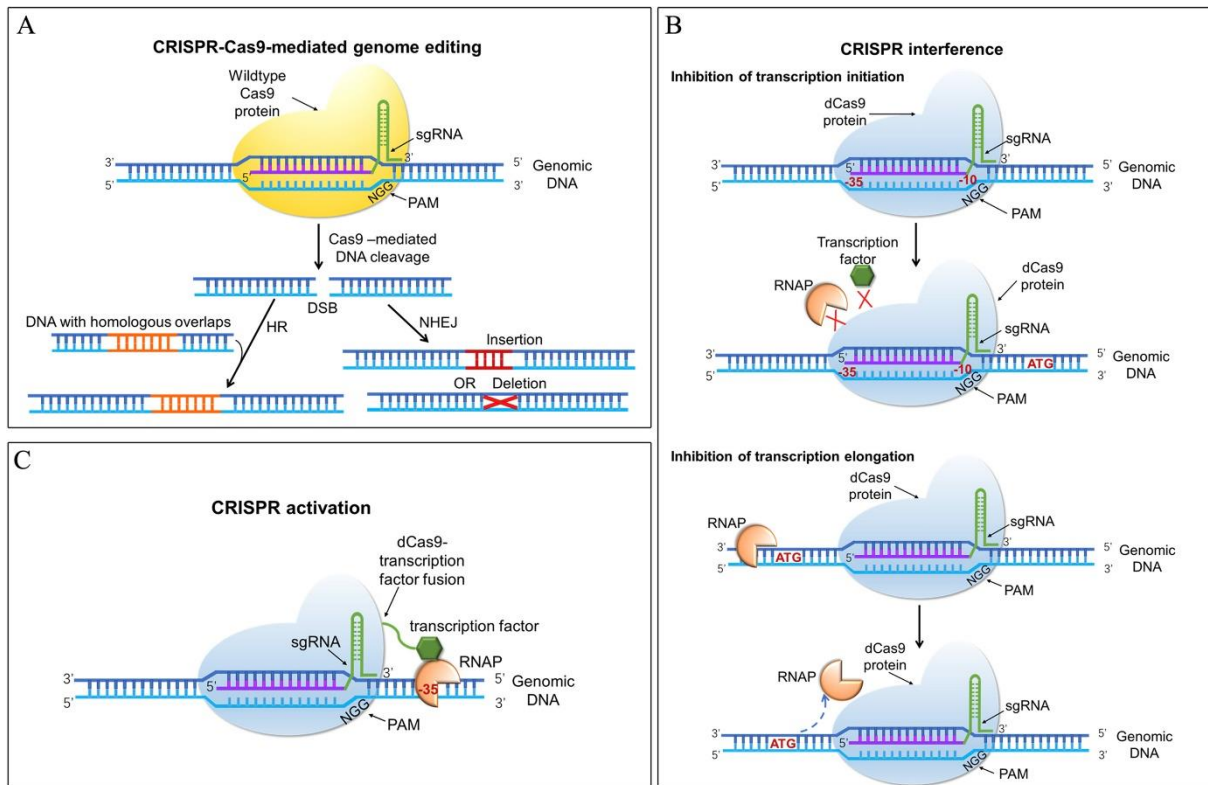 A
CRISPR-Cas9-mediated genome editing
Wildtype
Cas9
protein
sgRNA
3'
3'
5'
5'
5'
3'
Genomic
DNA
NGG
PAM
Cas9 –mediated
DNA cleavage
DSB
HR
NHEJ
DNA with homologous overlaps
Insertion
OR
Deletion
B
CRISPR interference
Inhibition of transcription initiation
dCas9
protein
sgRNA
3'
3'
5'
5'
-35
-10
5'
3'
Genomic
DNA
NGG
PAM
Transcription
factor
RNAP
dCas9
protein
sgRNA
3'
3'
5'
5'
-35
-10
ATG
5'
3'
Genomic
DNA
NGG
PAM
Inhibition of transcription elongation
dCas9
protein
RNAP
sgRNA
3'
3'
5'
ATG
5'
5'
3'
Genomic
DNA
NGG
PAM
RNAP
dCas9
protein
sgRNA
3'
3'
5'
ATG
5'
5'
3'
Genomic
DNA
NGG
PAM
C
CRISPR activation
dCas9-
transcription
factor fusion
transcription factor
sgRNA
RNAP
3'
3'
5'
5'
-35
5'
3'
Genomic
DNA
NGG
PAM